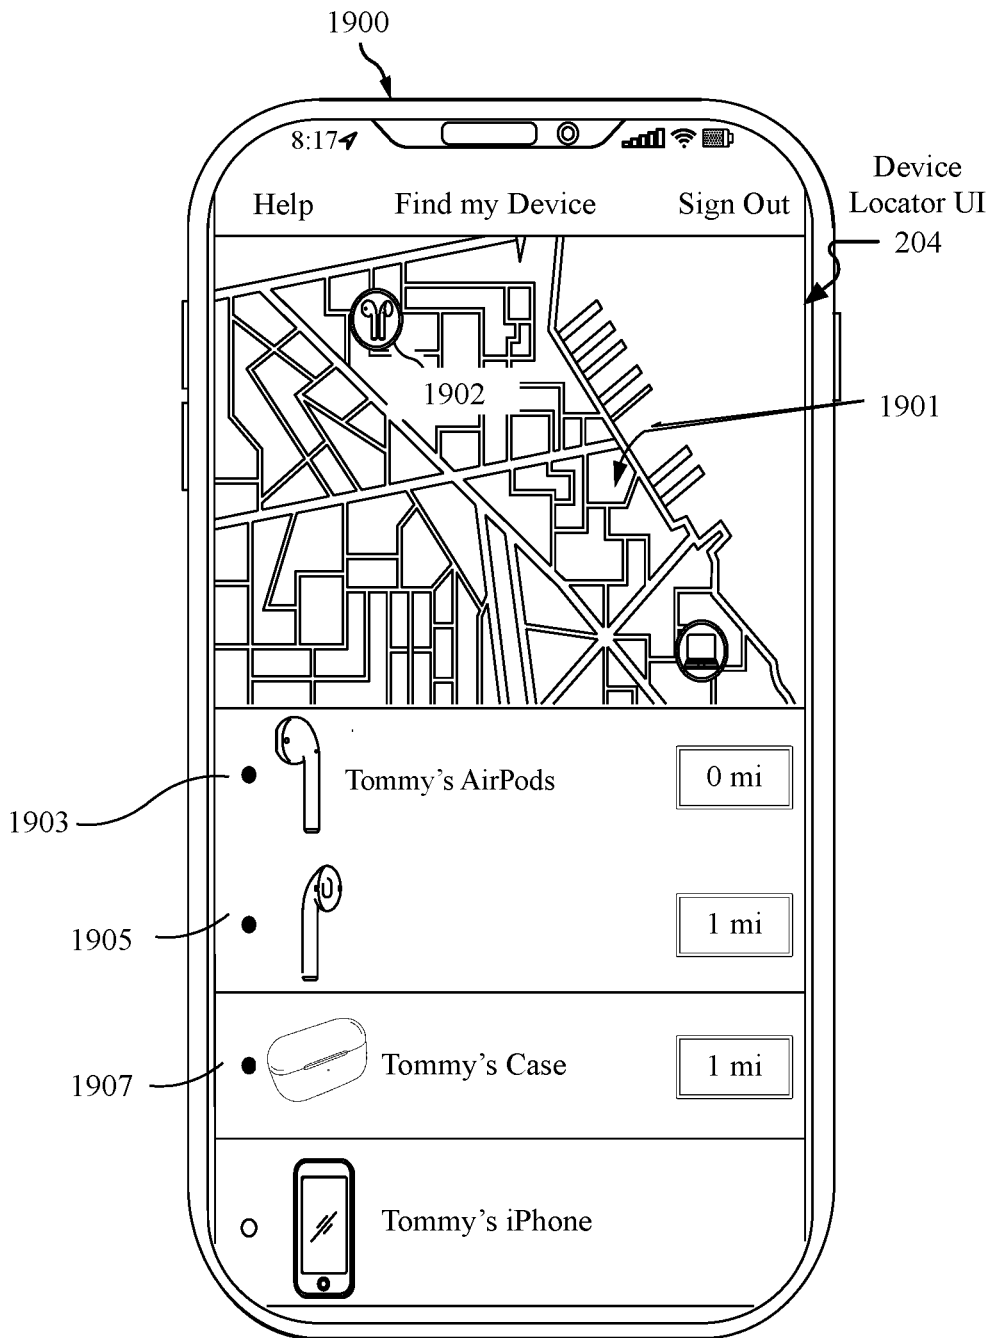 1900
8:17
Device
Locator UI
204
Help
Find my Device
Sign Out
1902
1901
Tommy’s AirPods
0 mi
1903
1905
1 mi
1907
Tommy’s Case
1 mi
Tommy’s iPhone